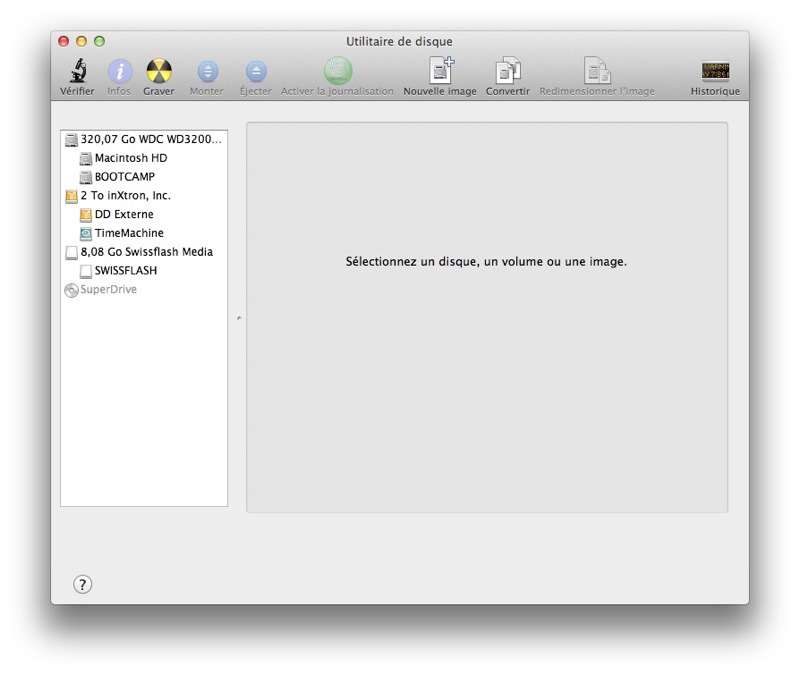 Utilitaire de disque
Vérifier Infos Graver Monter Éjecter Activer la journalisation Nouvelle image Convertir Redimensionner l'image Historique
320,07 Go WDC WD3200...
Macintosh HD
BOOTCAMP
2 To inXtron, Inc.
DD Externe
TimeMachine
8,08 Go Swissflash Media
SWISSFLASH
SuperDrive
Sélectionnez un disque, un volume ou une image.
?